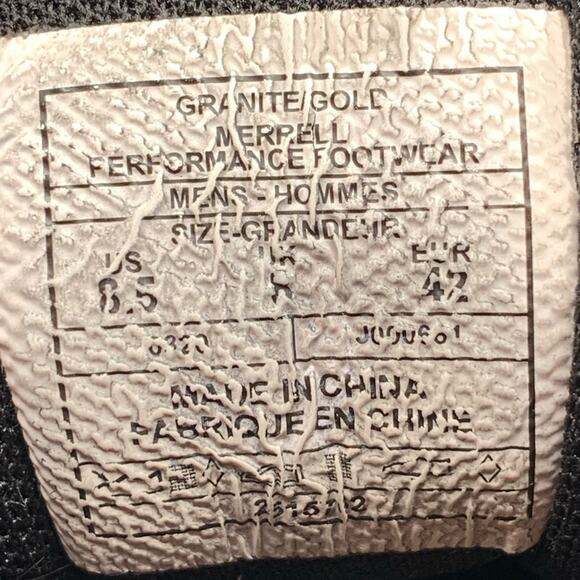 GRANITE/GOLD
MERRELL
PERFORMANCE FOOTWEAR
MENS - HOMMES
SIZE-GRANDEUR
US UK EUR
8.5 42
MADE IN CHINA
FABRIQUE EN CHINE